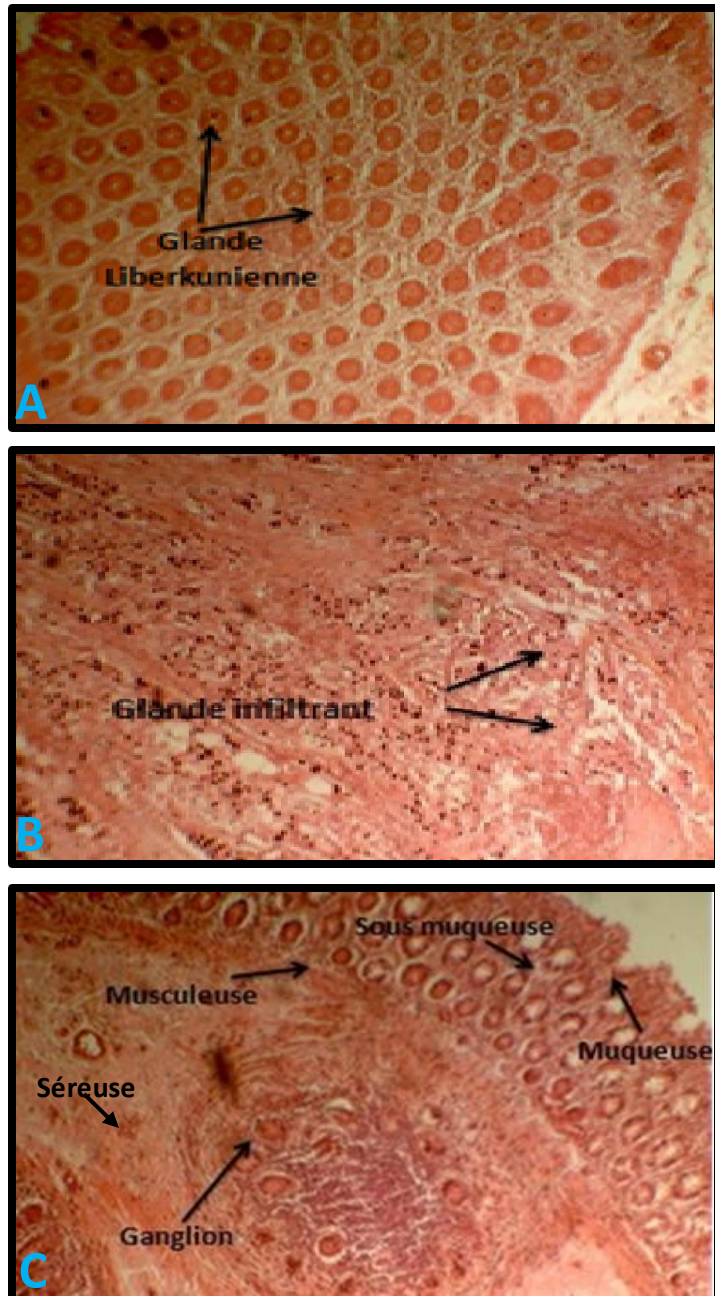 Glande
Liberkunienne
A
Glande infiltrant
B
Sous muqueuse
Musculeuse
Muqueuse
Séreuse
Ganglion
C